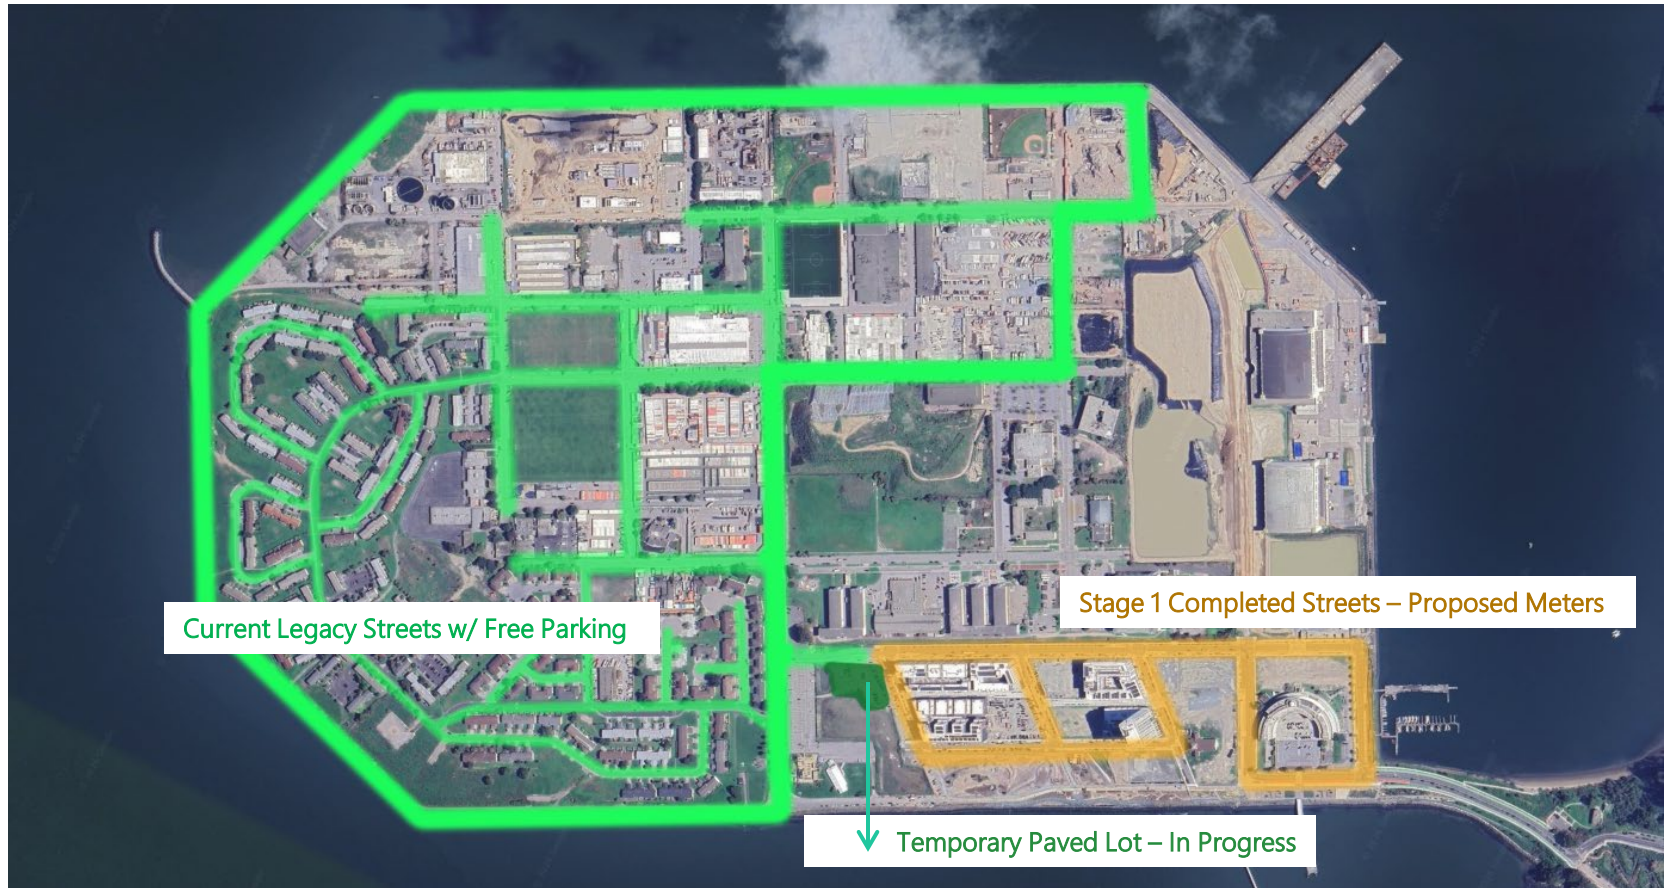 Stage 1 Completed Streets – Proposed Meters
Current Legacy Streets w/ Free Parking
Temporary Paved Lot – In Progress